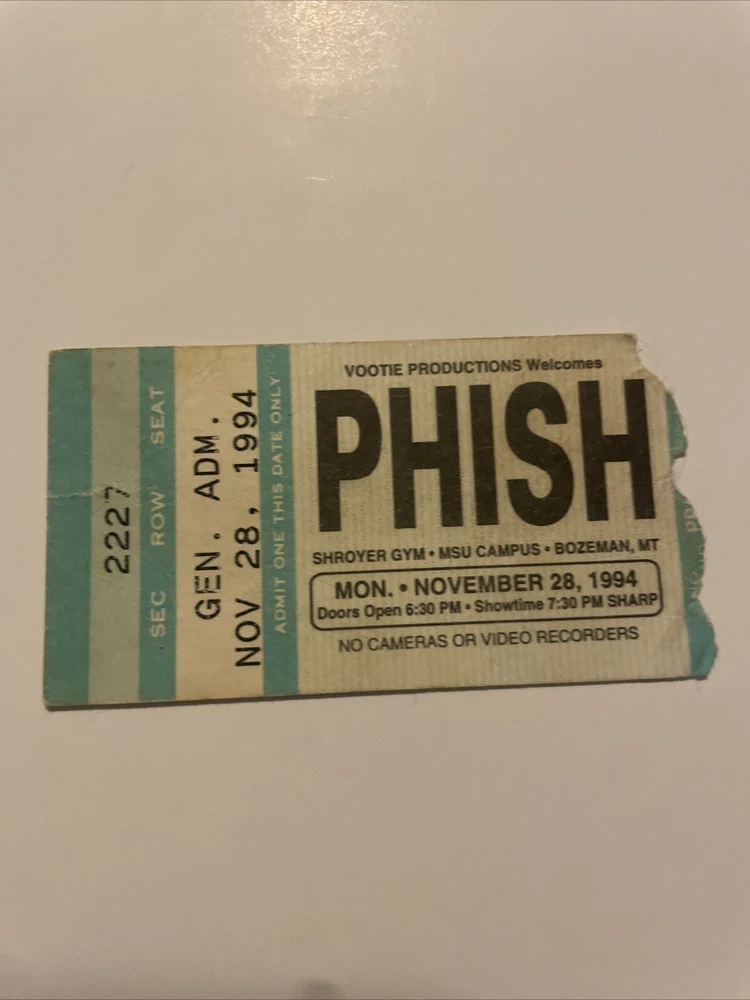 2227
SEC ROW SEAT
GEN. ADM.
NOV 28, 1994
ADMIT ONE THIS DATE ONLY
VOOTIE PRODUCTIONS Welcomes
PHISH
SHROYER GYM • MSU CAMPUS • BOZEMAN, MT
MON. • NOVEMBER 28, 1994
Doors Open 6:30 PM • Showtime 7:30 PM SHARP
NO CAMERAS OR VIDEO RECORDERS